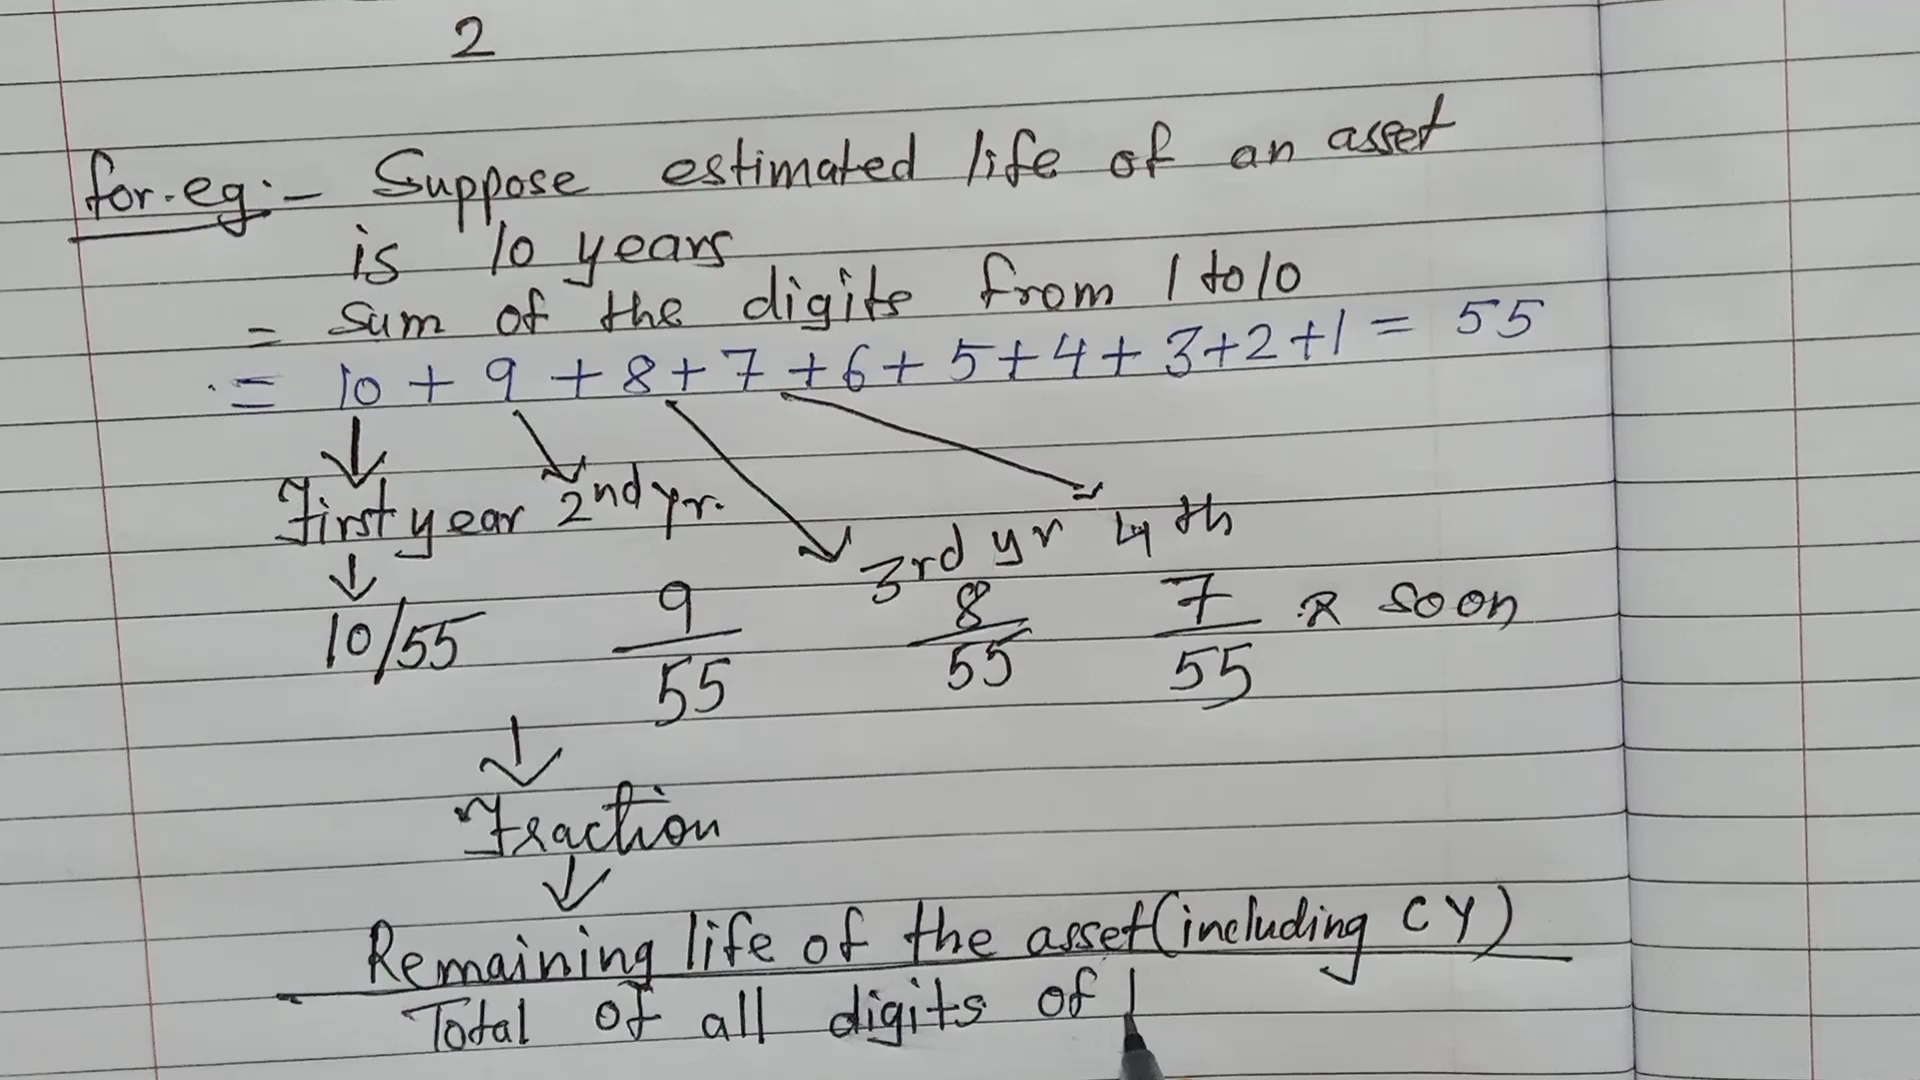 2
for.eg:- Suppose estimated life of an asset
is 10 years
= Sum of the digits from 1 to 10
= 10 + 9 + 8 + 7 + 6 + 5 + 4 + 3 + 2 + 1 = 55
First year 2nd yr. 3rd yr 4th
10/55 9/55 8/55 7/55 & soon
Fraction
Remaining life of the asset (including CY)
Total of all digits of